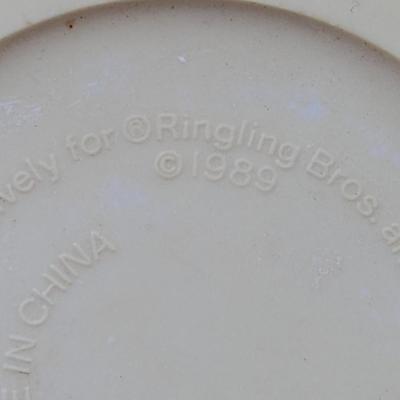 vely for ®Ringling Bros. a
©1989
E IN CHINA